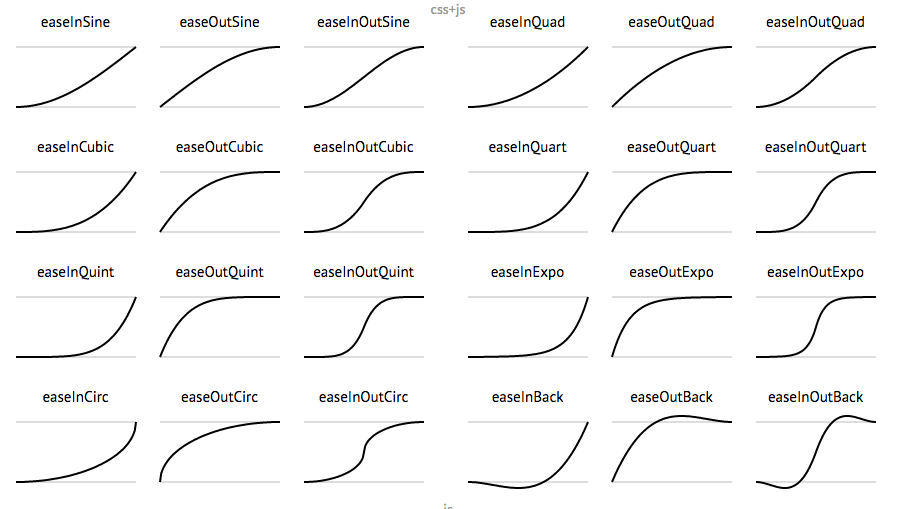 css+js
easeInSine
easeOutSine
easeInOutSine
easeInQuad
easeOutQuad
easeInOutQuad
easeInCubic
easeOutCubic
easeInOutCubic
easeInQuart
easeOutQuart
easeInOutQuart
easeInQuint
easeOutQuint
easeInOutQuint
easeInExpo
easeOutExpo
easeInOutExpo
easeInCirc
easeOutCirc
easeInOutCirc
easeInBack
easeOutBack
easeInOutBack